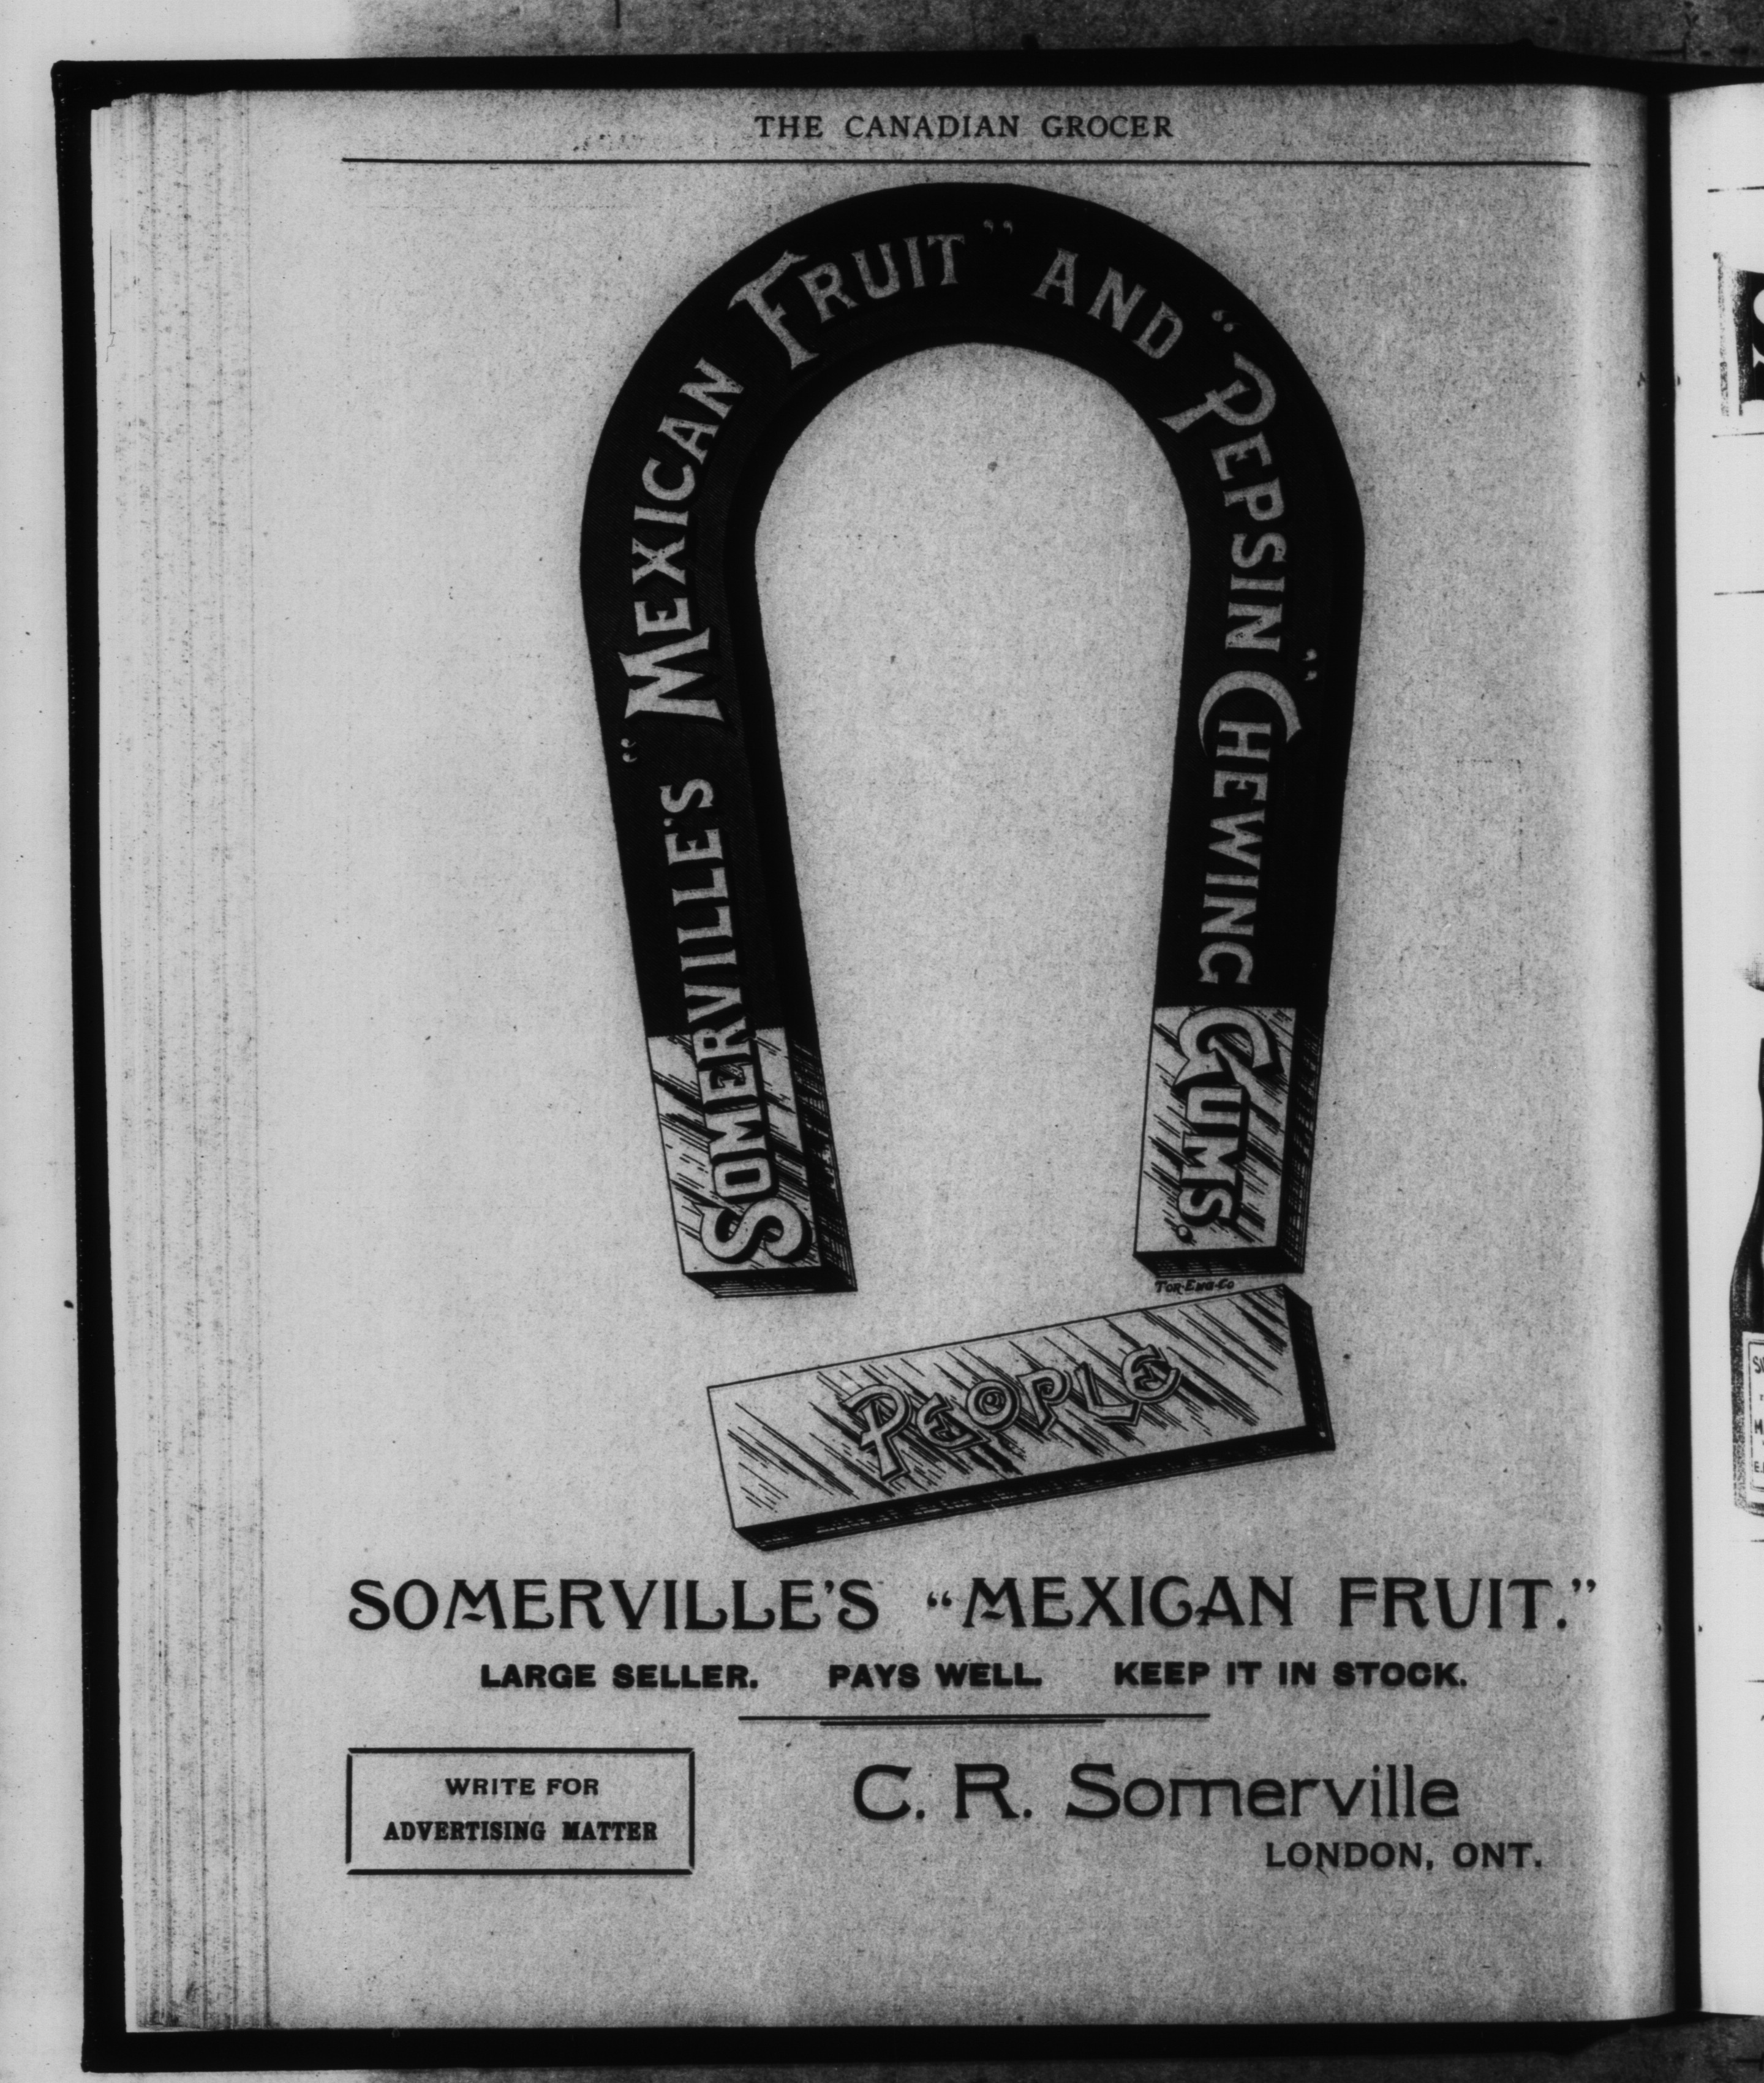 THE CANADIAN GROCER
SOMERVILLE'S "MEXICAN FRUIT" AND "PEPSIN" CHEWING GUMS.
TOR-ENG-CO
PEOPLE
SOMERVILLE'S "MEXICAN FRUIT."
LARGE SELLER. PAYS WELL. KEEP IT IN STOCK.
WRITE FOR
ADVERTISING MATTER
C. R. Somerville
LONDON, ONT.